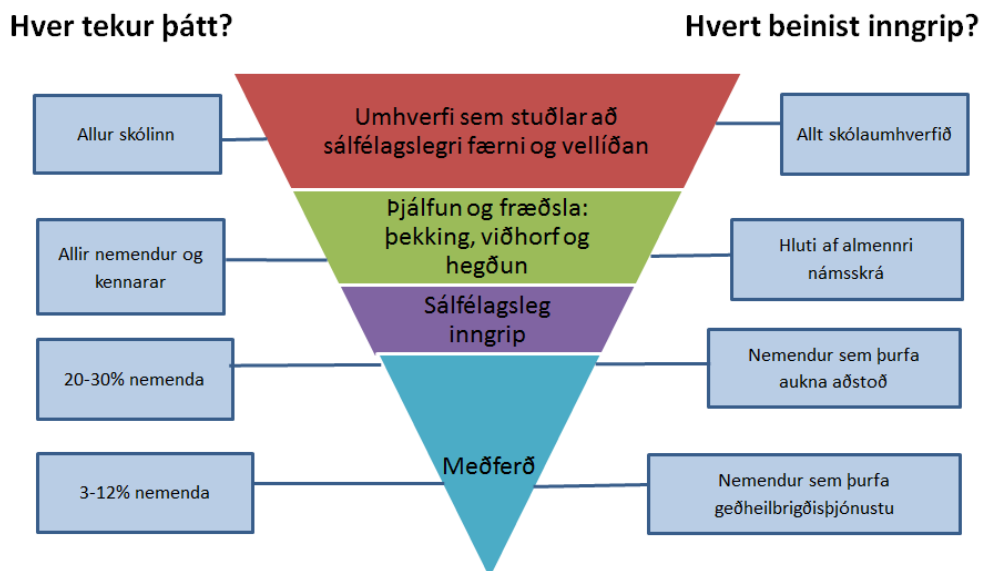 Hver tekur þátt?
Hvert beinist inngrip?
Allur skólinn
Umhverfi sem stuðlar að
sálfélagslegri færni og vellíðan
Allt skólaumhverfið
Allir nemendur og
kennarar
Þjálfun og fræðsla:
þekking, viðhorf og
hegðun
Hluti af almennri
námsskrá
20-30% nemenda
Sálfélagsleg
inngrip
Nemendur sem þurfa
aukna aðstoð
3-12% nemenda
Meðferð
Nemendur sem þurfa
geðheilbrigðisþjónustu